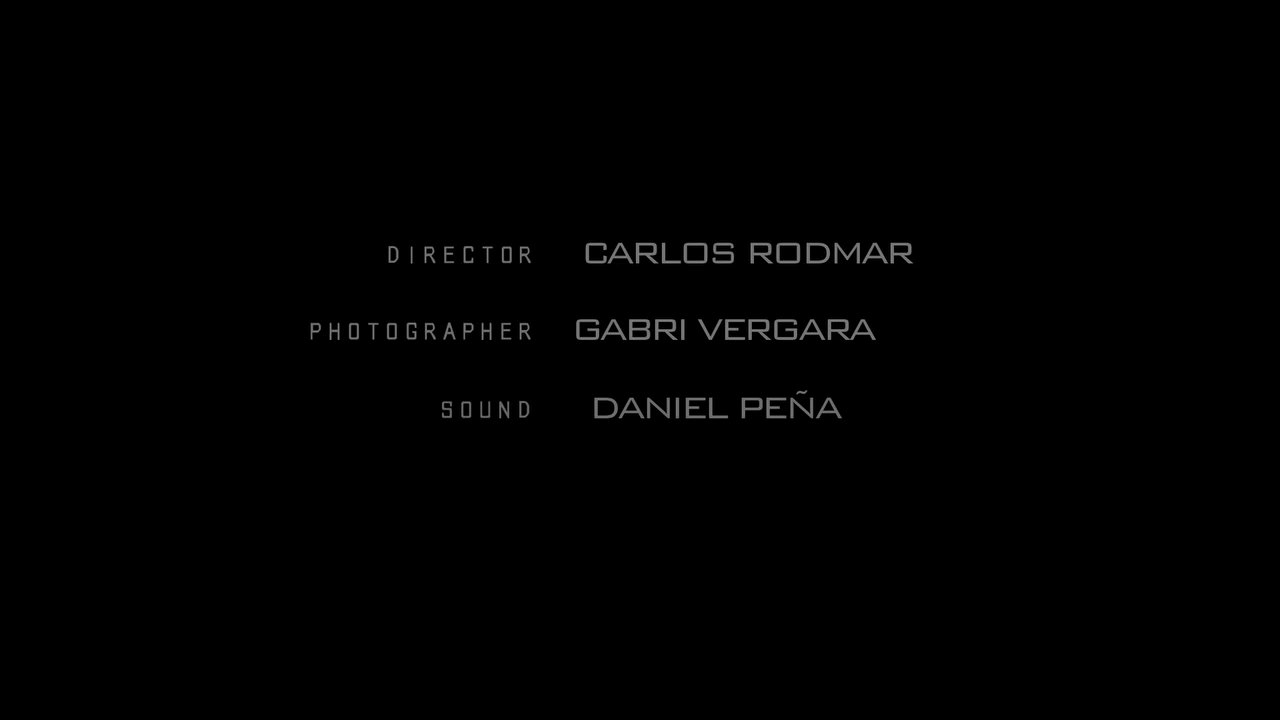 DIRECTOR CARLOS RODMAR
PHOTOGRAPHER GABRI VERGARA
SOUND DANIEL PEÑA